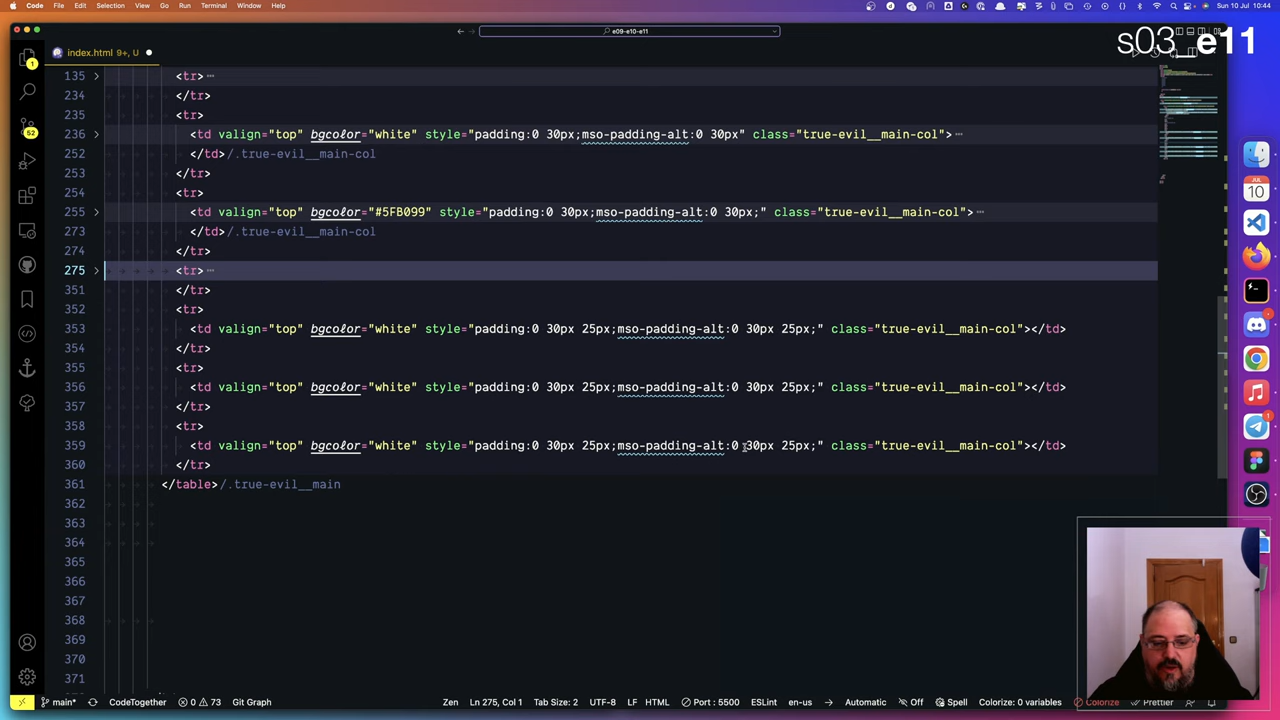 Code File Edit Selection View Go Run Terminal Window Help Sun 10 Jul 10:44
e09-e10-e11
s03_e11
index.html 9+, U
135 <tr>
234 </tr>
235 <tr>
236 <td valign="top" bgcolor="white" style="padding:0 30px;mso-padding-alt:0 30px" class="true-evil__main-col">
252 </td>/.true-evil__main-col
253 </tr>
254 <tr>
255 <td valign="top" bgcolor="#5FB099" style="padding:0 30px;mso-padding-alt:0 30px;" class="true-evil__main-col">
273 </td>/.true-evil__main-col
274 </tr>
275 <tr>
351 </tr>
352 <tr>
353 <td valign="top" bgcolor="white" style="padding:0 30px 25px;mso-padding-alt:0 30px 25px;" class="true-evil__main-col"></td>
354 </tr>
355 <tr>
356 <td valign="top" bgcolor="white" style="padding:0 30px 25px;mso-padding-alt:0 30px 25px;" class="true-evil__main-col"></td>
357 </tr>
358 <tr>
359 <td valign="top" bgcolor="white" style="padding:0 30px 25px;mso-padding-alt:0 30px 25px;" class="true-evil__main-col"></td>
360 </tr>
361 </table>/.true-evil__main
362
363
364
365
366
367
368
369
370
371
1
52
JUL
10
main* CodeTogether 0 73 Git Graph Zen Ln 275, Col 1 Tab Size: 2 UTF-8 LF HTML Port : 5500 ESLint en-us Automatic Off Spell Colorize: 0 variables Colorize Prettier